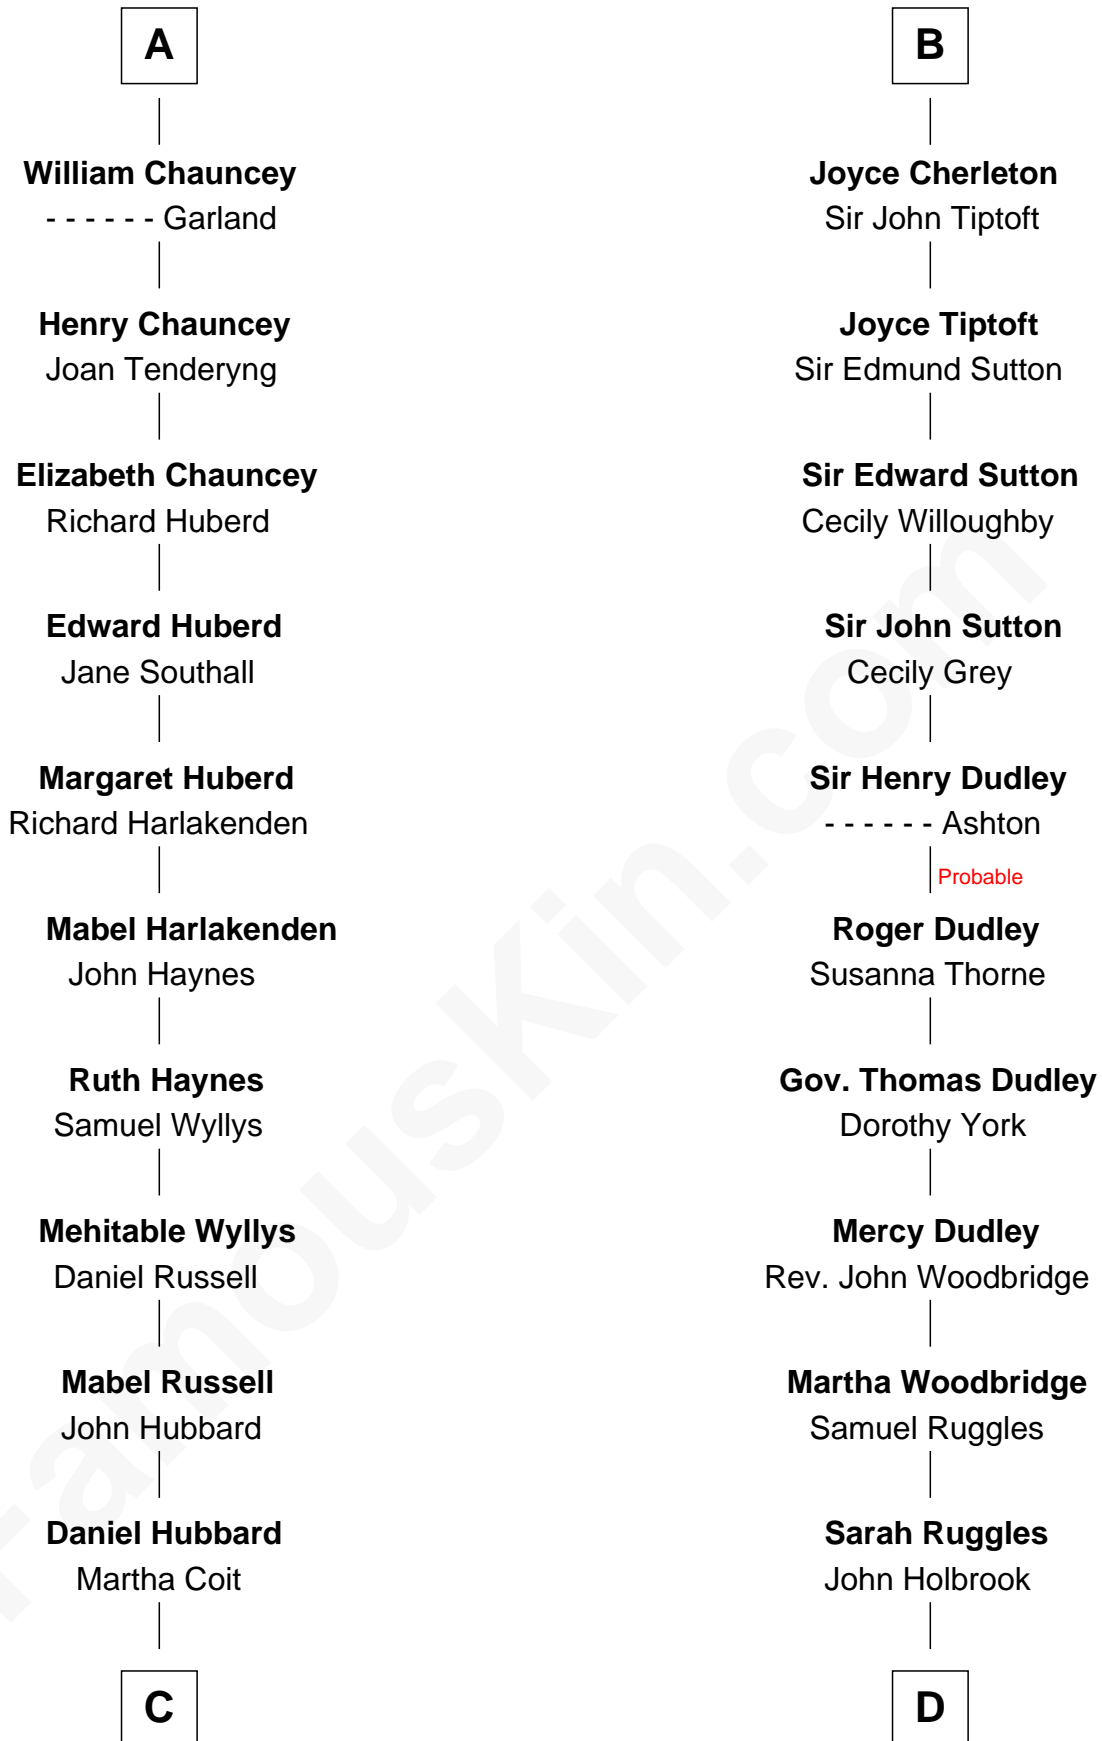 A
William Chauncey
- - - - - - Garland
Henry Chauncey
Joan Tenderyng
Elizabeth Chauncey
Richard Huberd
Edward Huberd
Jane Southall
Margaret Huberd
Richard Harlakenden
Mabel Harlakenden
John Haynes
Ruth Haynes
Samuel Wyllys
Mehitable Wyllys
Daniel Russell
Mabel Russell
John Hubbard
Daniel Hubbard
Martha Coit
C
B
Joyce Cherleton
Sir John Tiptoft
Joyce Tiptoft
Sir Edmund Sutton
Sir Edward Sutton
Cecily Willoughby
Sir John Sutton
Cecily Grey
Sir Henry Dudley
- - - - - - Ashton
Probable
Roger Dudley
Susanna Thorne
Gov. Thomas Dudley
Dorothy York
Mercy Dudley
Rev. John Woodbridge
Martha Woodbridge
Samuel Ruggles
Sarah Ruggles
John Holbrook
D
FamousKin.com